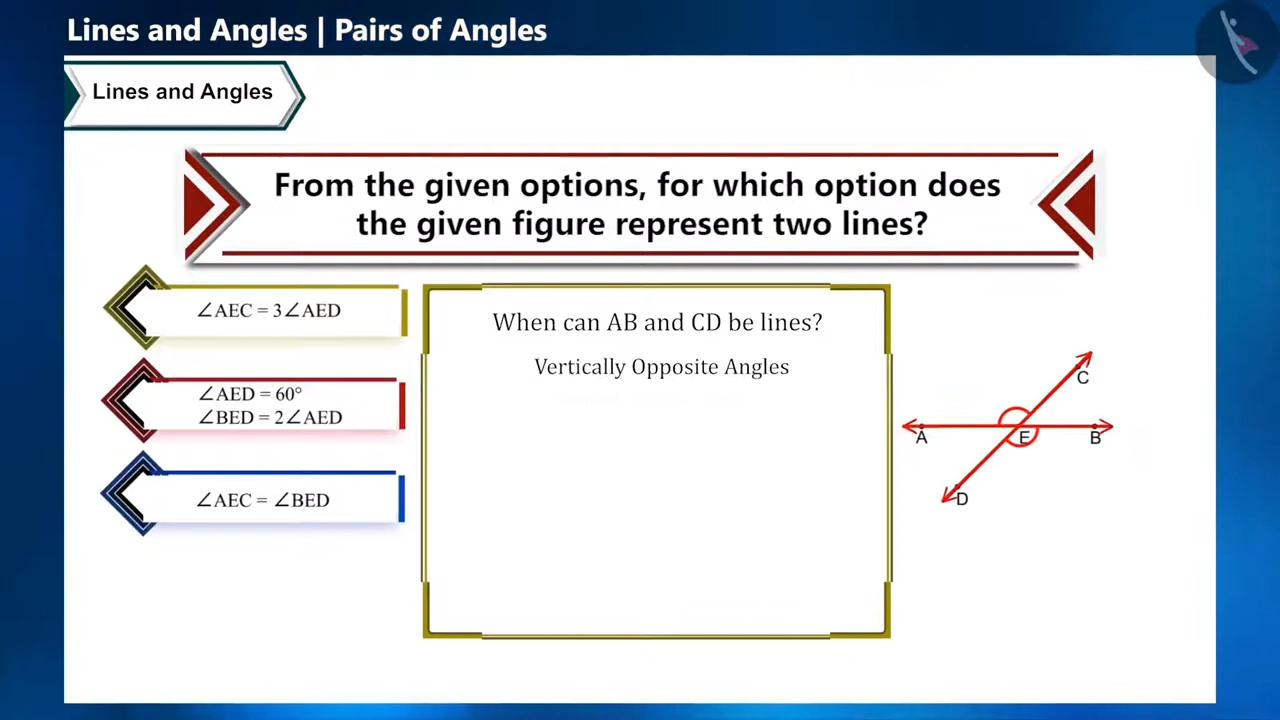 Lines and Angles | Pairs of Angles
Lines and Angles
From the given options, for which option does
the given figure represent two lines?
∠AEC = 3∠AED
∠AED = 60°
∠BED = 2∠AED
∠AEC = ∠BED
When can AB and CD be lines?
Vertically Opposite Angles
C
A
E
B
D